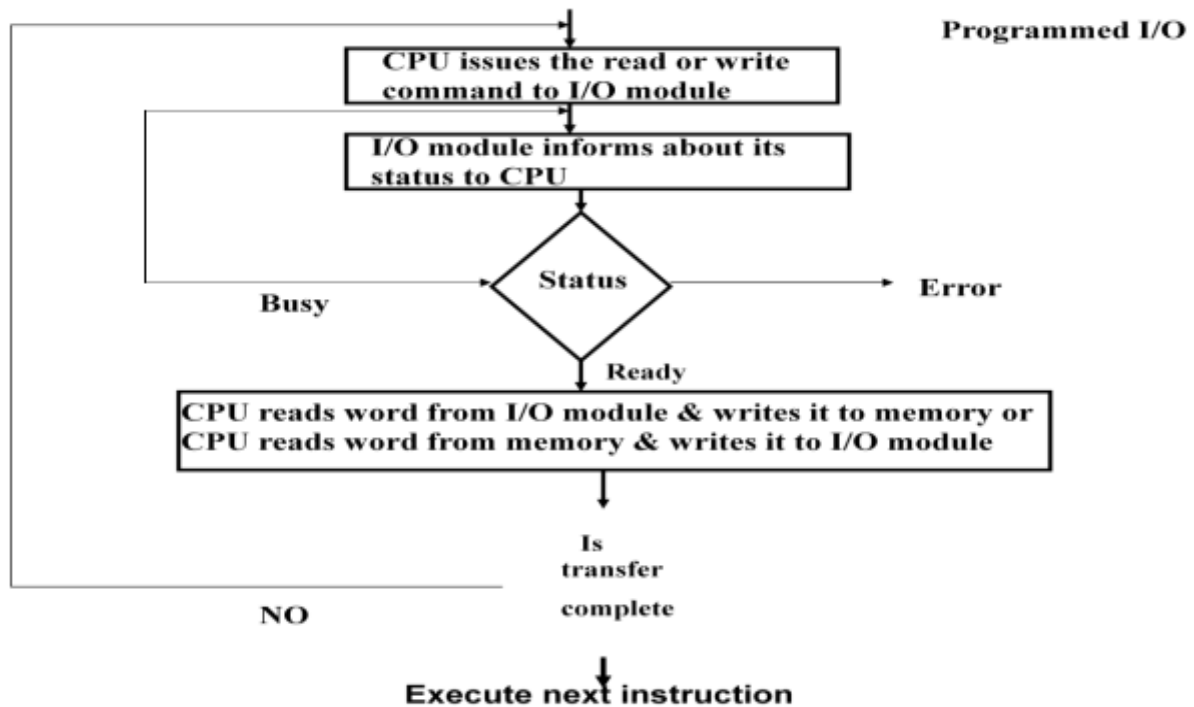 Programmed I/O
CPU issues the read or write
command to I/O module
I/O module informs about its
status to CPU
Status
Busy
Error
Ready
CPU reads word from I/O module & writes it to memory or
CPU reads word from memory & writes it to I/O module
Is
transfer
complete
NO
Execute next instruction